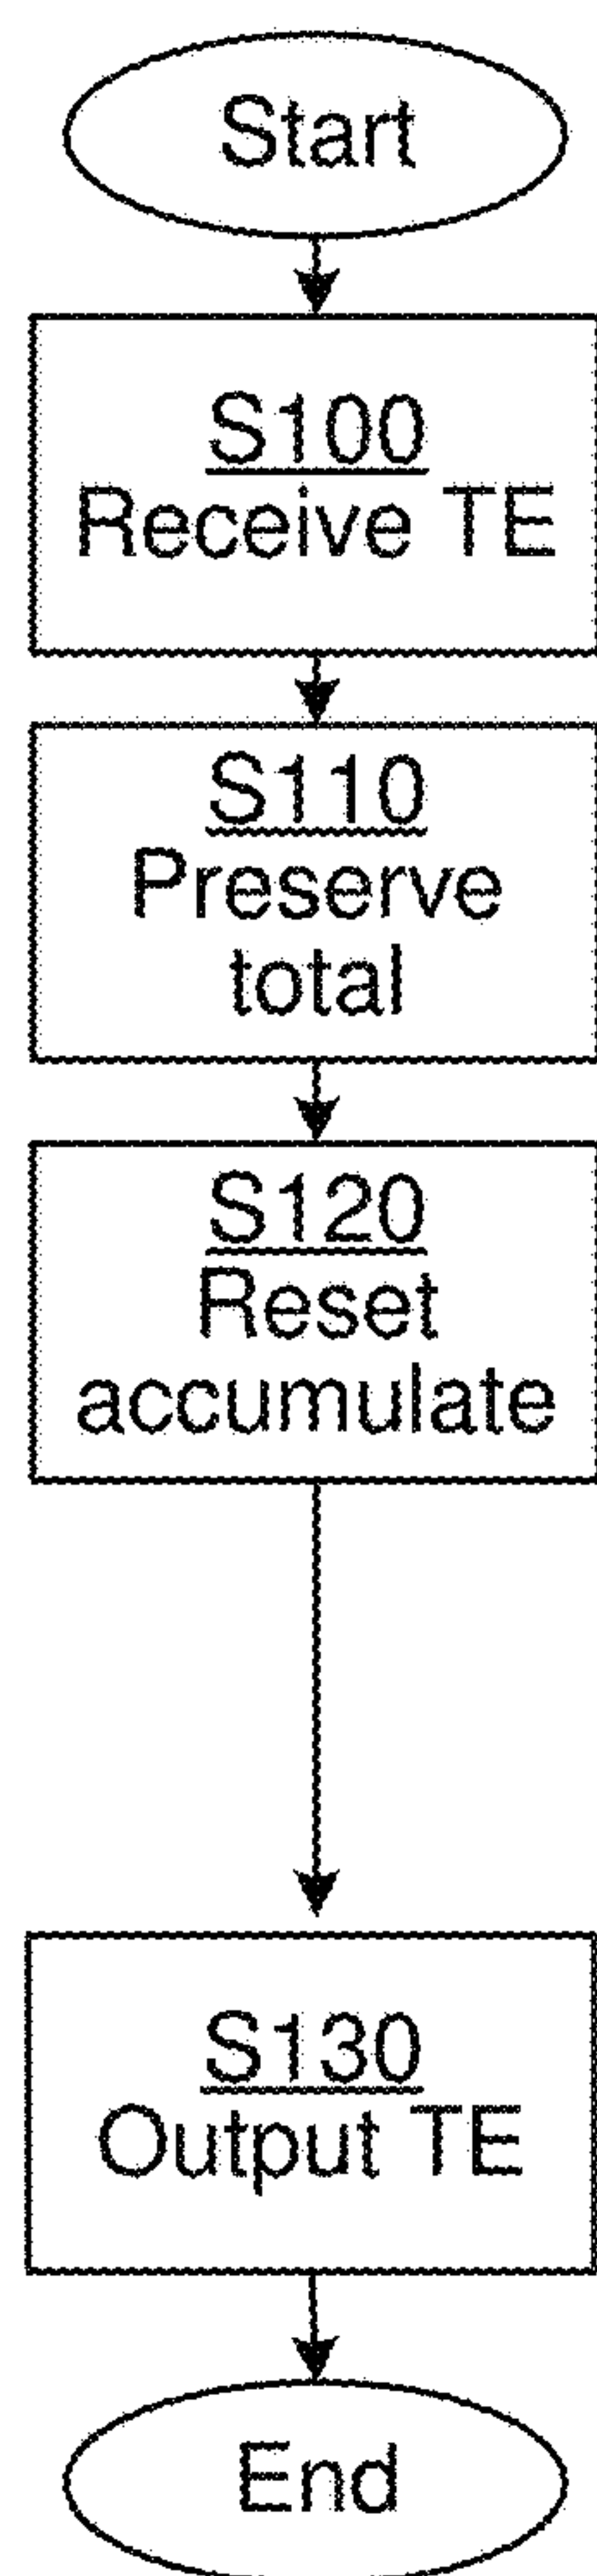 Start
S100
Receive TE
S110
Preserve
total
S120
Reset
accumulate
S130
Output TE
End